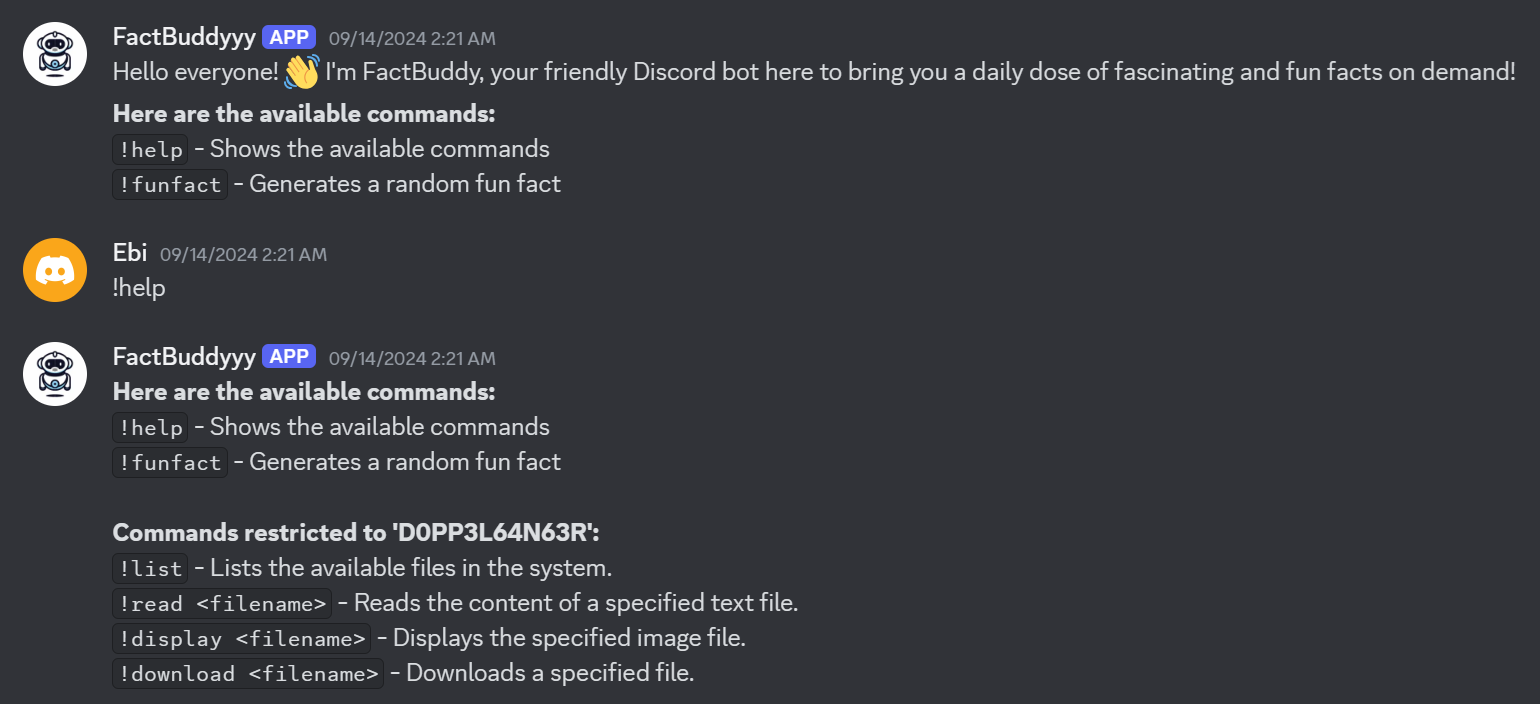 FactBuddyyy APP 09/14/2024 2:21 AM
Hello everyone! 👋 I'm FactBuddy, your friendly Discord bot here to bring you a daily dose of fascinating and fun facts on demand!
Here are the available commands:
!help - Shows the available commands
!funfact - Generates a random fun fact
Ebi 09/14/2024 2:21 AM
!help
FactBuddyyy APP 09/14/2024 2:21 AM
Here are the available commands:
!help - Shows the available commands
!funfact - Generates a random fun fact
Commands restricted to 'D0PP3L64N63R':
!list - Lists the available files in the system.
!read <filename> - Reads the content of a specified text file.
!display <filename> - Displays the specified image file.
!download <filename> - Downloads a specified file.